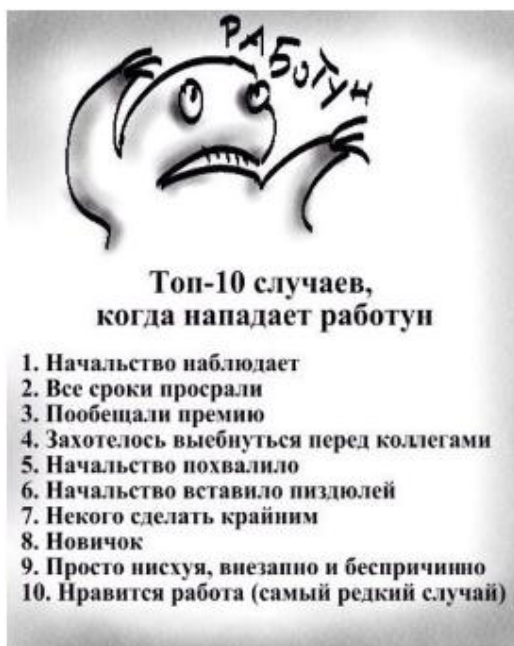 РАБОТУН
Топ-10 случаев,
когда нападает работун
1. Начальство наблюдает
2. Все сроки просрали
3. Пообещали премию
4. Захотелось выебнуться перед коллегами
5. Начальство похвалило
6. Начальство вставило пиздюлей
7. Некого сделать крайним
8. Новичок
9. Просто нисхуя, внезапно и беспричинно
10. Нравится работа (самый редкий случай)